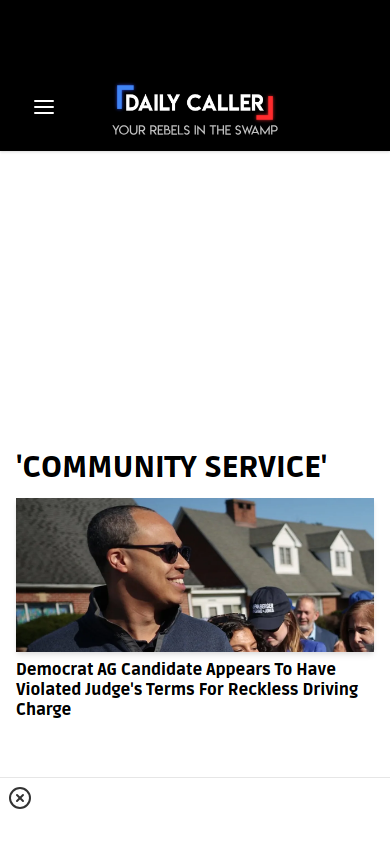 DAILY CALLER
YOUR REBELS IN THE SWAMP
'COMMUNITY SERVICE'
Democrat AG Candidate Appears To Have
Violated Judge's Terms For Reckless Driving
Charge